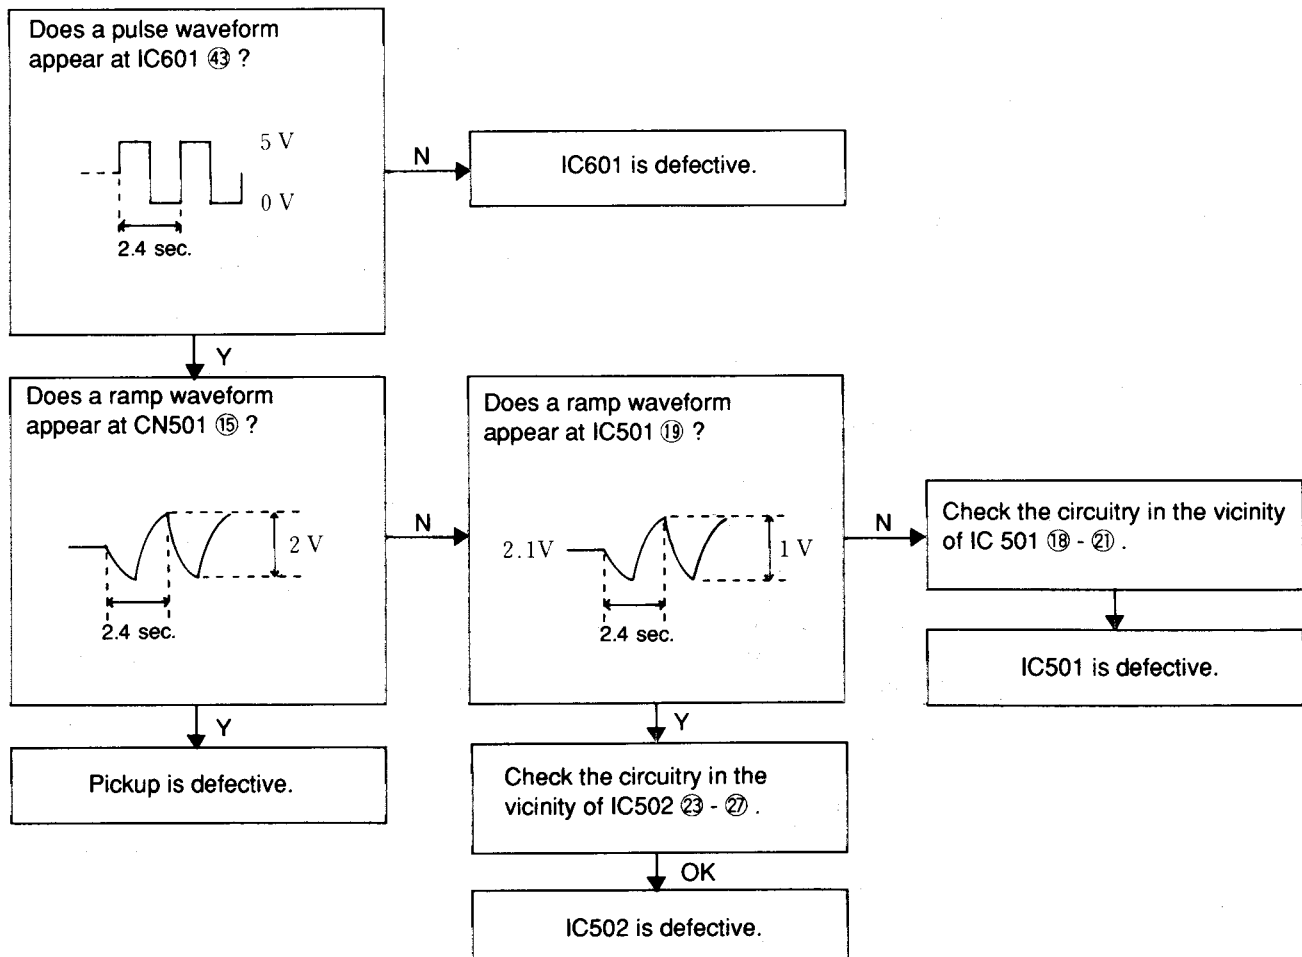 Does a pulse waveform
appear at IC601 ㊸ ?
5 V
0 V
2.4 sec.
N
IC601 is defective.
Y
Does a ramp waveform
appear at CN501 ⑮ ?
2 V
2.4 sec.
N
Does a ramp waveform
appear at IC501 ⑲ ?
2.1V
1 V
2.4 sec.
N
Check the circuitry in the vicinity
of IC 501 ⑱ - ㉑ .
IC501 is defective.
Y
Pickup is defective.
Y
Check the circuitry in the
vicinity of IC502 ㉓ - ㉗ .
OK
IC502 is defective.